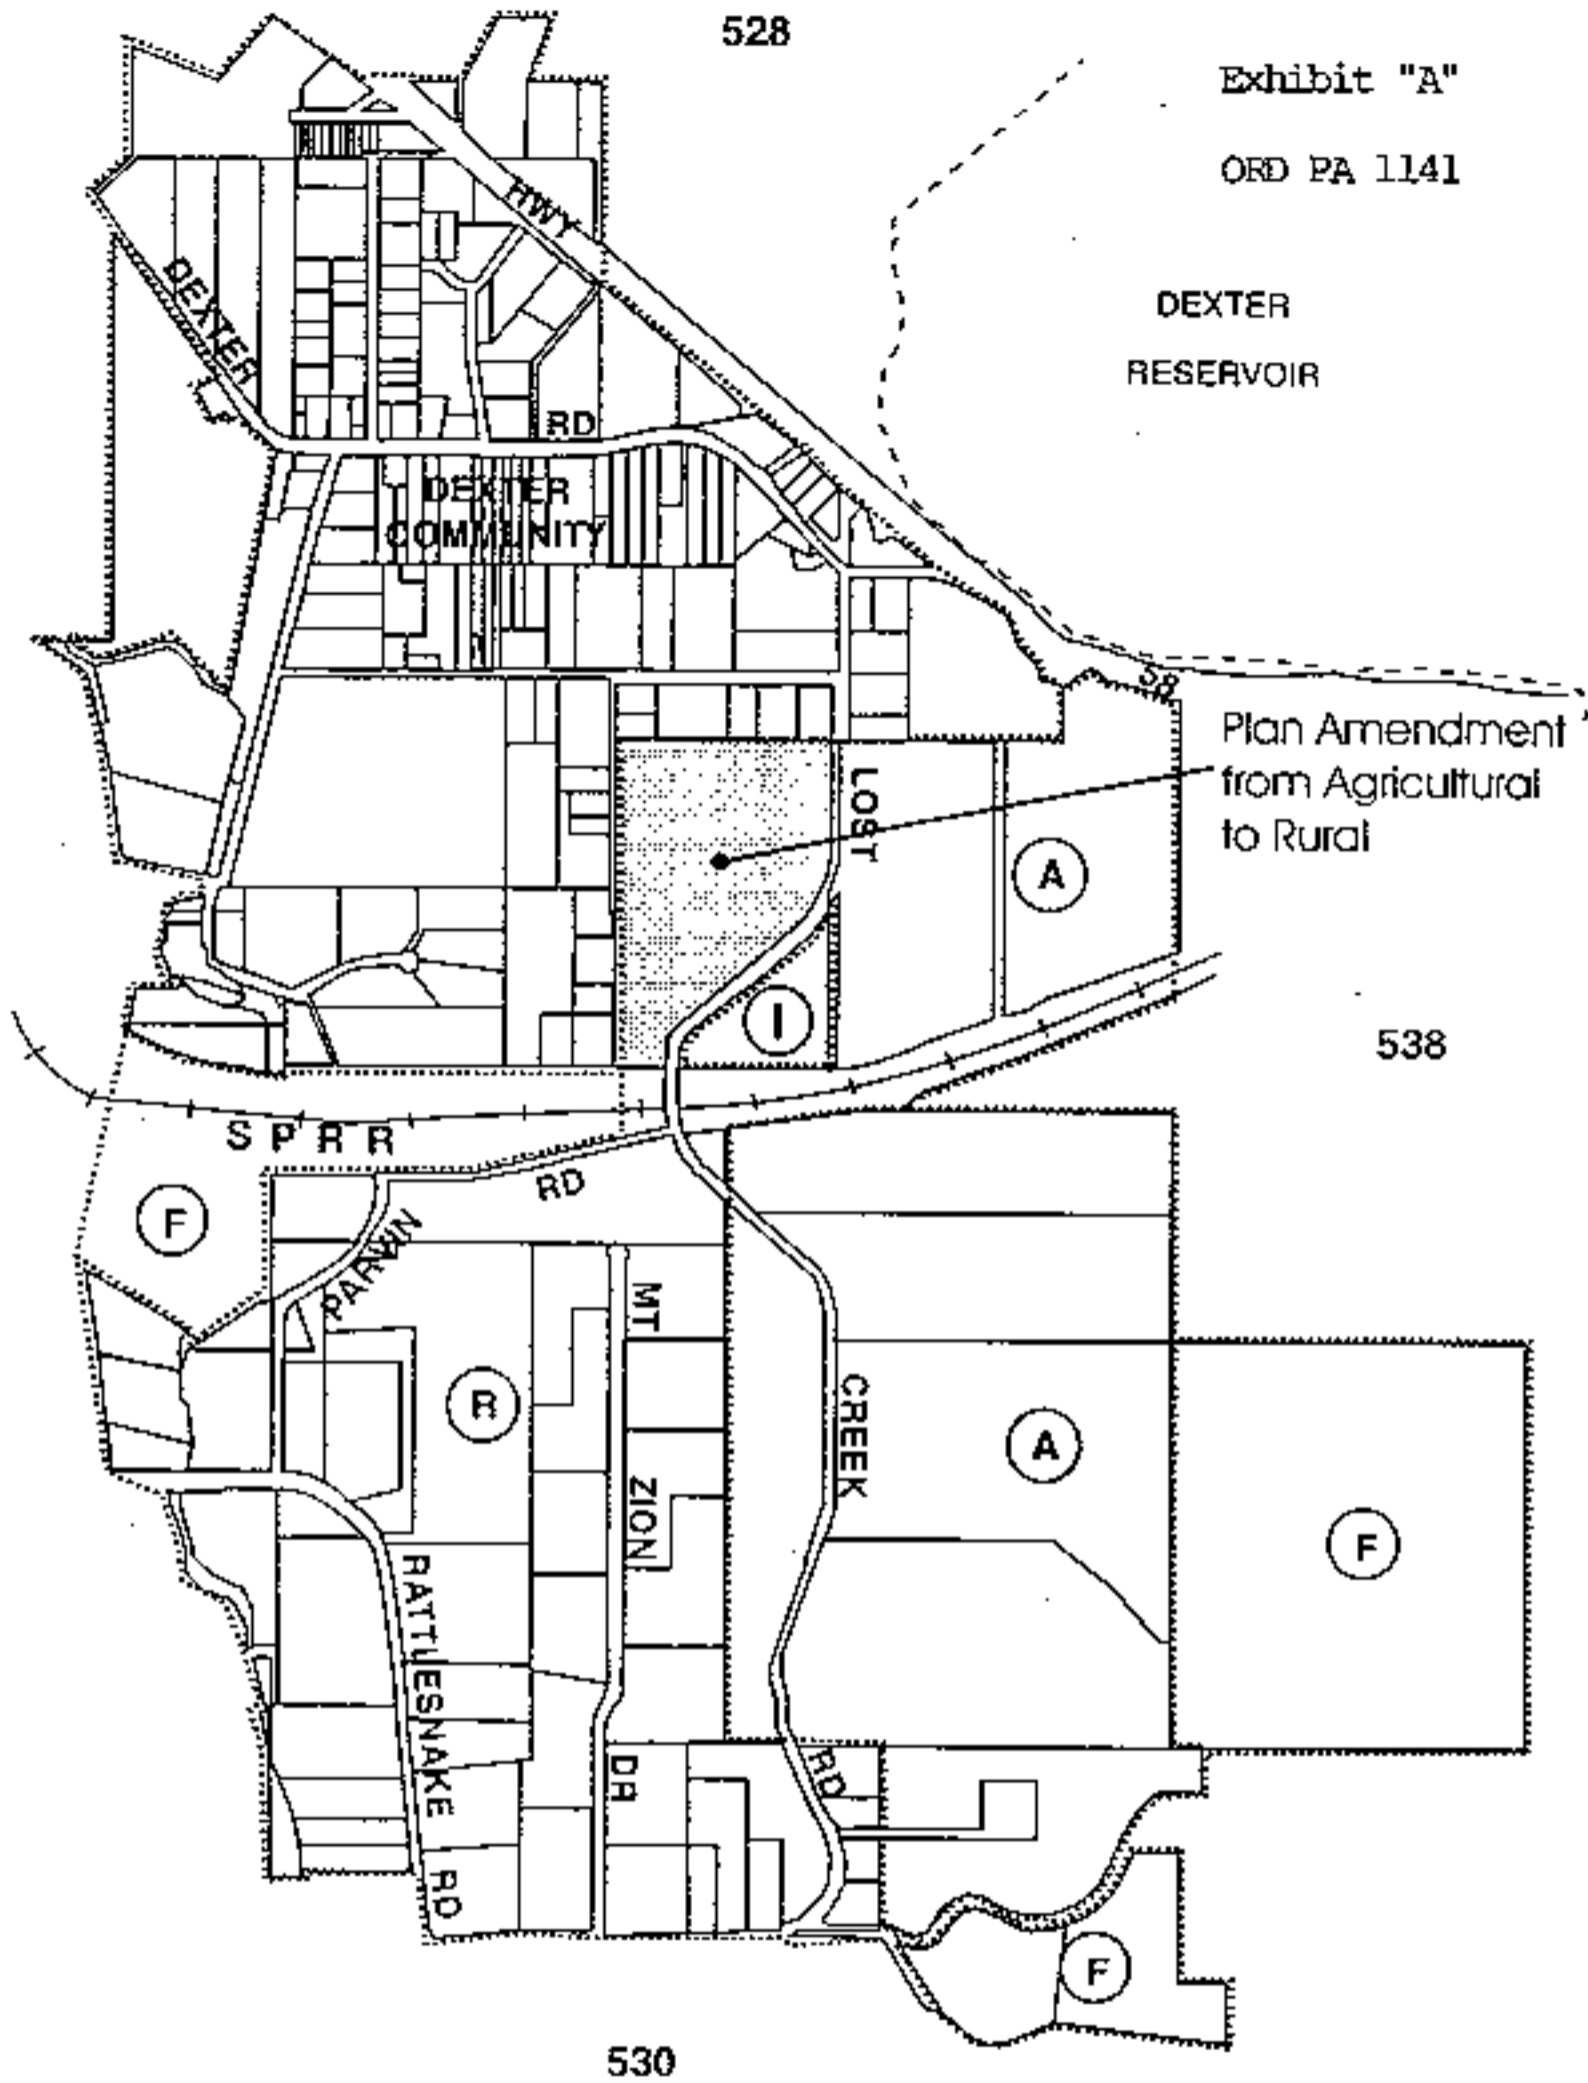 528
Exhibit "A"
ORD PA 1141
HWY
DEXTER
DEXTER
RESERVOIR
RD
DEXTER
COMMUNITY
58
Plan Amendment
from Agricultural
to Rural
LOST
A
I
538
S P R R
RD
F
PARVIN
MT
R
CREEK
A
ZION
F
RATTLESNAKE
DR
RD
RD
F
530